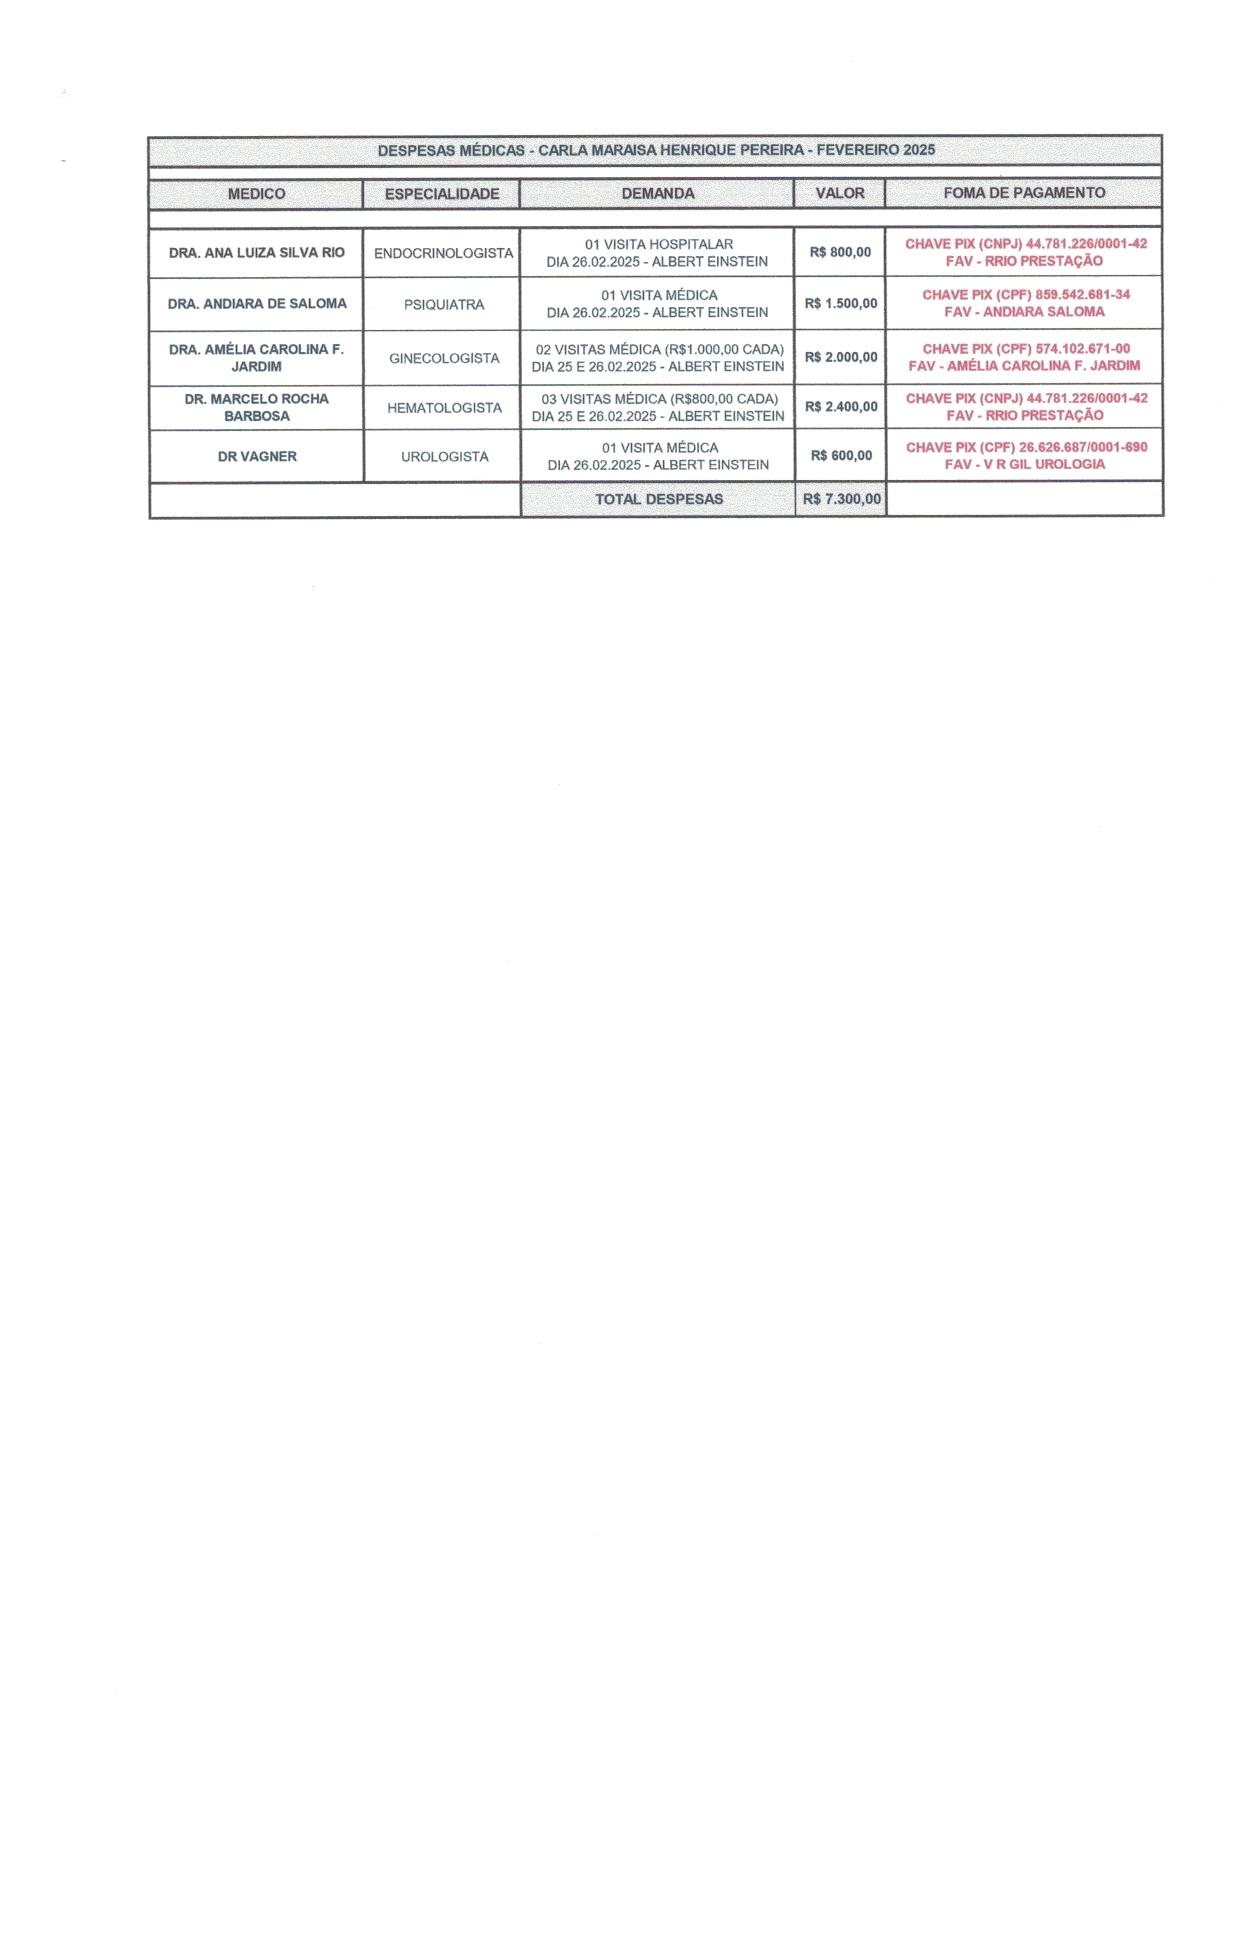 DESPESAS MÉDICAS - CARLA MARAISA HENRIQUE PEREIRA - FEVEREIRO 2025
MEDICO ESPECIALIDADE DEMANDA VALOR FOMA DE PAGAMENTO
DRA. ANA LUIZA SILVA RIO ENDOCRINOLOGISTA 01 VISITA HOSPITALAR
DIA 26.02.2025 - ALBERT EINSTEIN R$ 800,00 CHAVE PIX (CNPJ) 44.781.226/0001-42
FAV - RRIO PRESTAÇÃO
DRA. ANDIARA DE SALOMA PSIQUIATRA 01 VISITA MÉDICA
DIA 26.02.2025 - ALBERT EINSTEIN R$ 1.500,00 CHAVE PIX (CPF) 859.542.681-34
FAV - ANDIARA SALOMA
DRA. AMÉLIA CAROLINA F.
JARDIM GINECOLOGISTA 02 VISITAS MÉDICA (R$1.000,00 CADA)
DIA 25 E 26.02.2025 - ALBERT EINSTEIN R$ 2.000,00 CHAVE PIX (CPF) 574.102.671-00
FAV - AMÉLIA CAROLINA F. JARDIM
DR. MARCELO ROCHA
BARBOSA HEMATOLOGISTA 03 VISITAS MÉDICA (R$800,00 CADA)
DIA 25 E 26.02.2025 - ALBERT EINSTEIN R$ 2.400,00 CHAVE PIX (CNPJ) 44.781.226/0001-42
FAV - RRIO PRESTAÇÃO
DR VAGNER UROLOGISTA 01 VISITA MÉDICA
DIA 26.02.2025 - ALBERT EINSTEIN R$ 600,00 CHAVE PIX (CPF) 26.626.687/0001-690
FAV - V R GIL UROLOGIA
TOTAL DESPESAS R$ 7.300,00